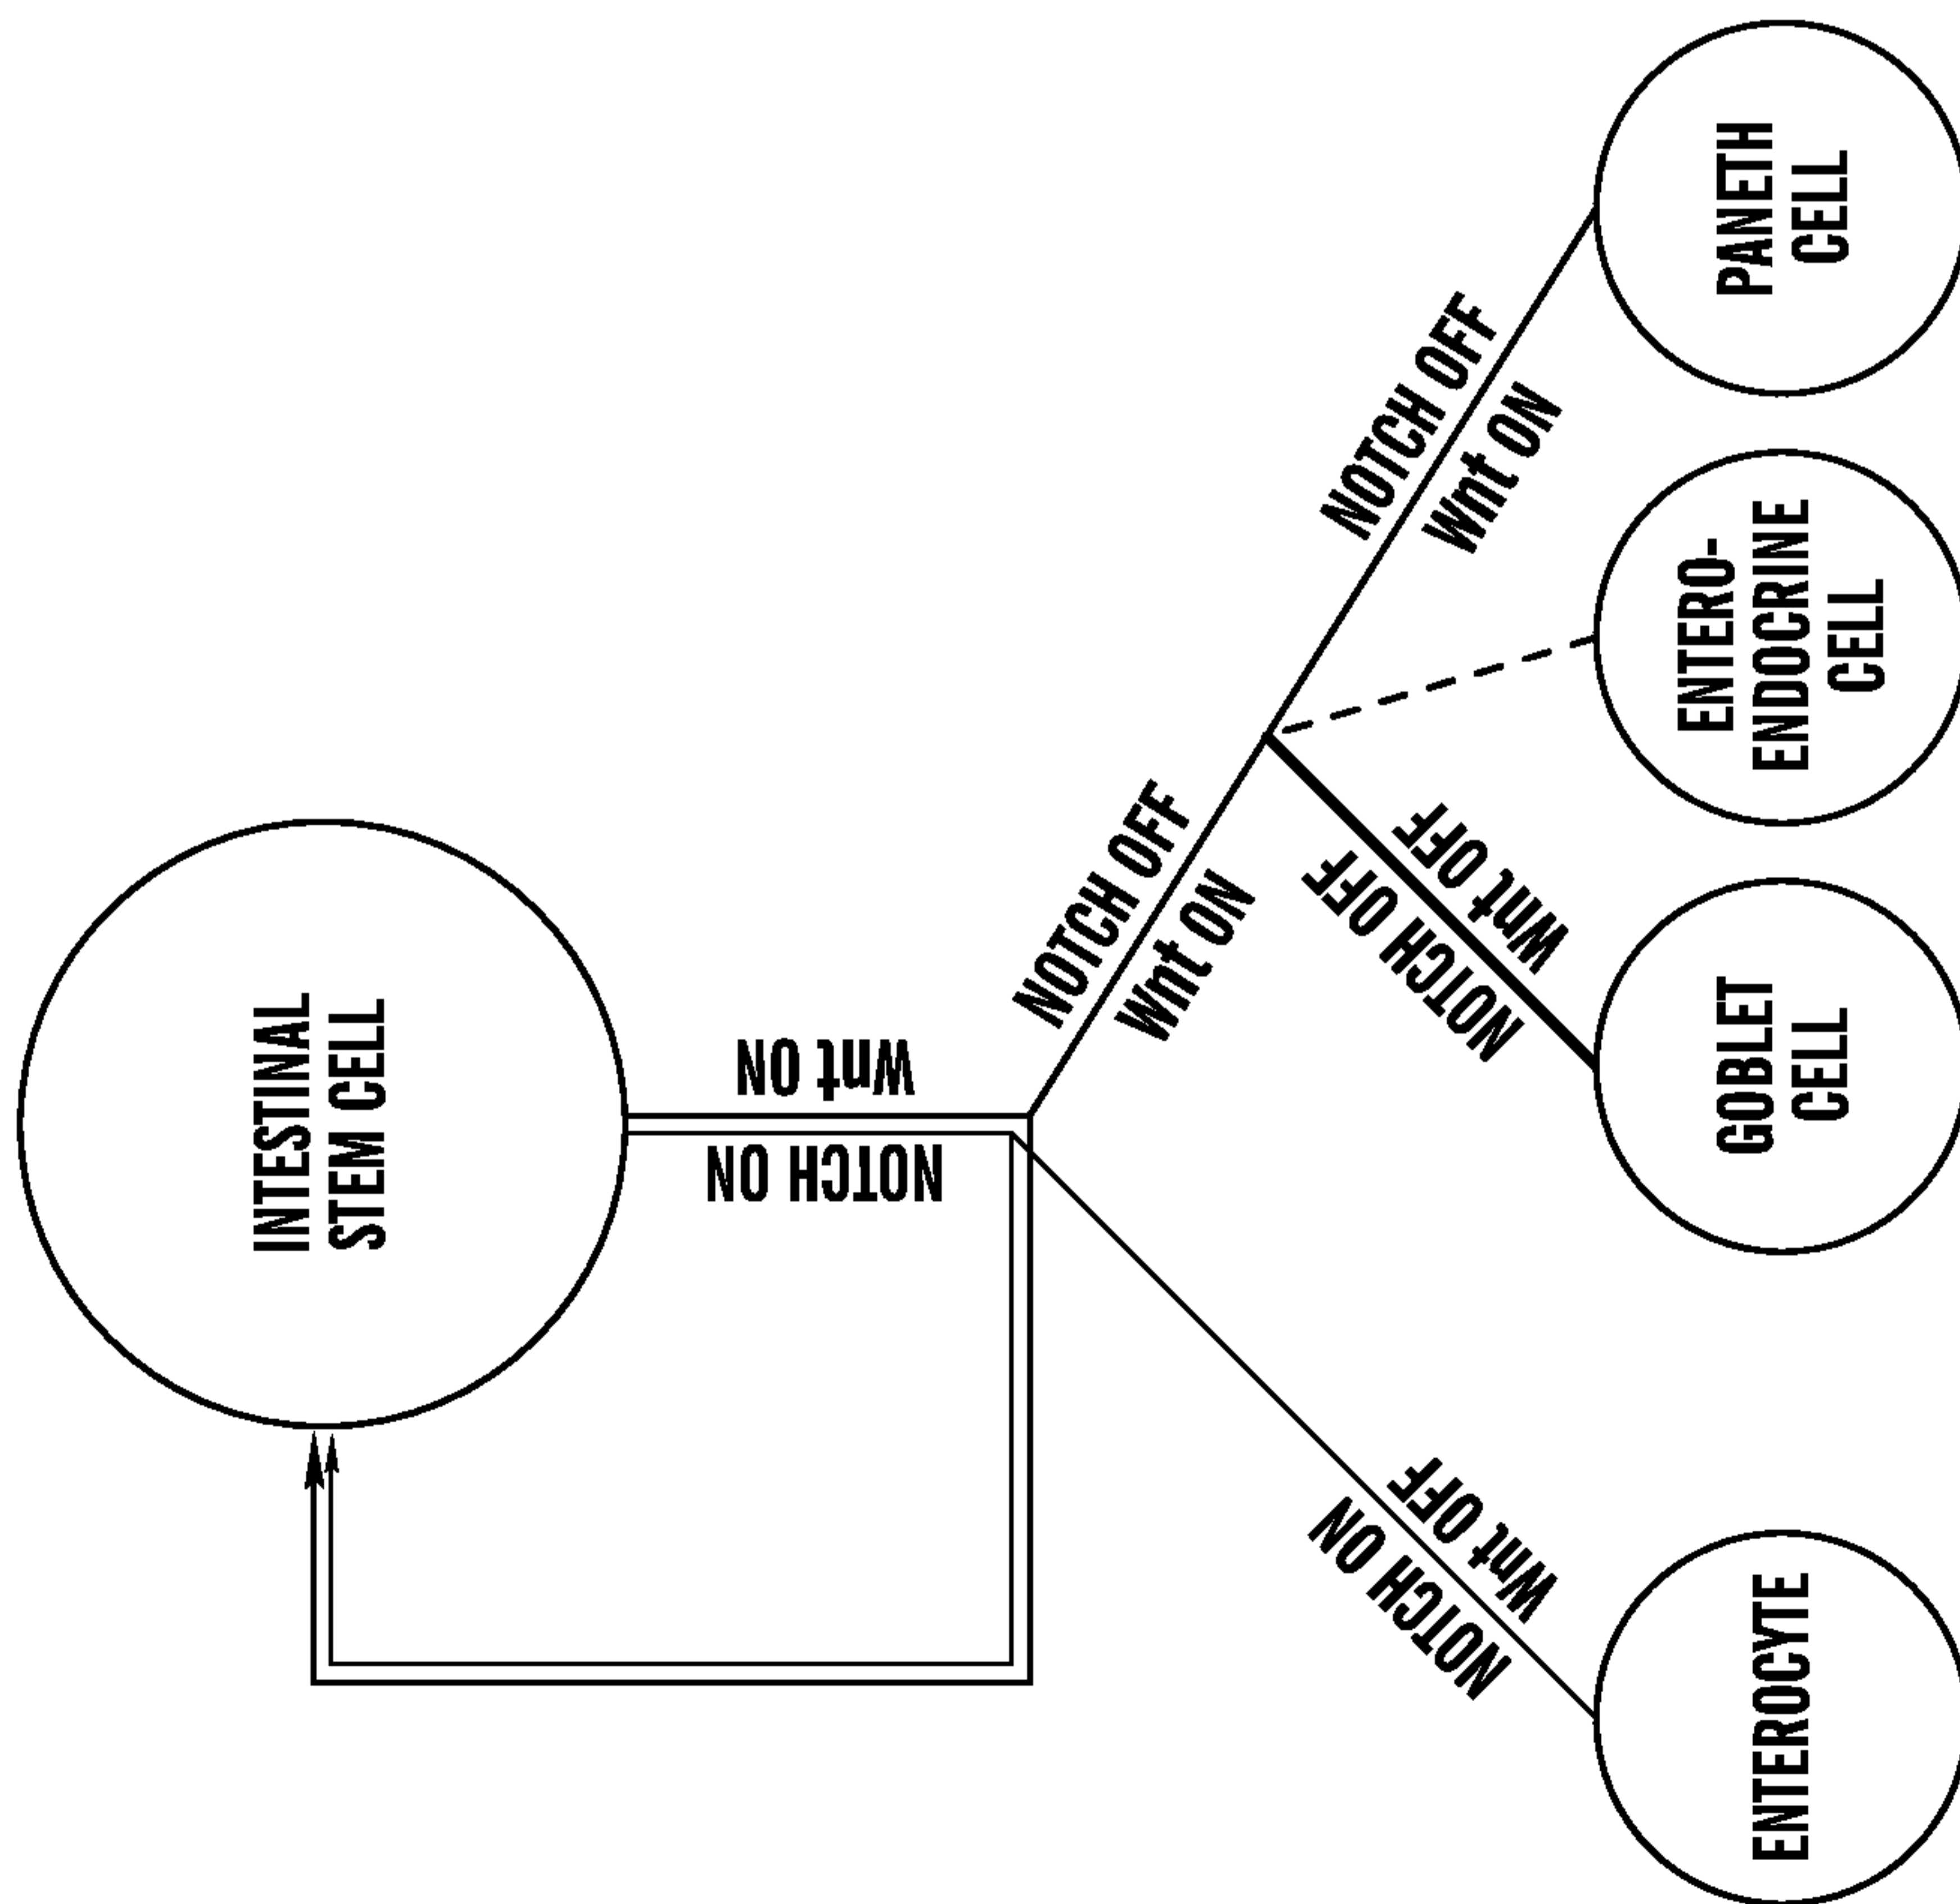 INTESTINAL
STEM CELL
NOTCH ON
Wnt ON
NOTCH OFF
Wnt ON
NOTCH ON
Wnt OFF
NOTCH OFF
Wnt OFF
NOTCH OFF
Wnt ON
ENTEROCYTE
GOBLET
CELL
ENTERO-
ENDOCRINE
CELL
PANETH
CELL